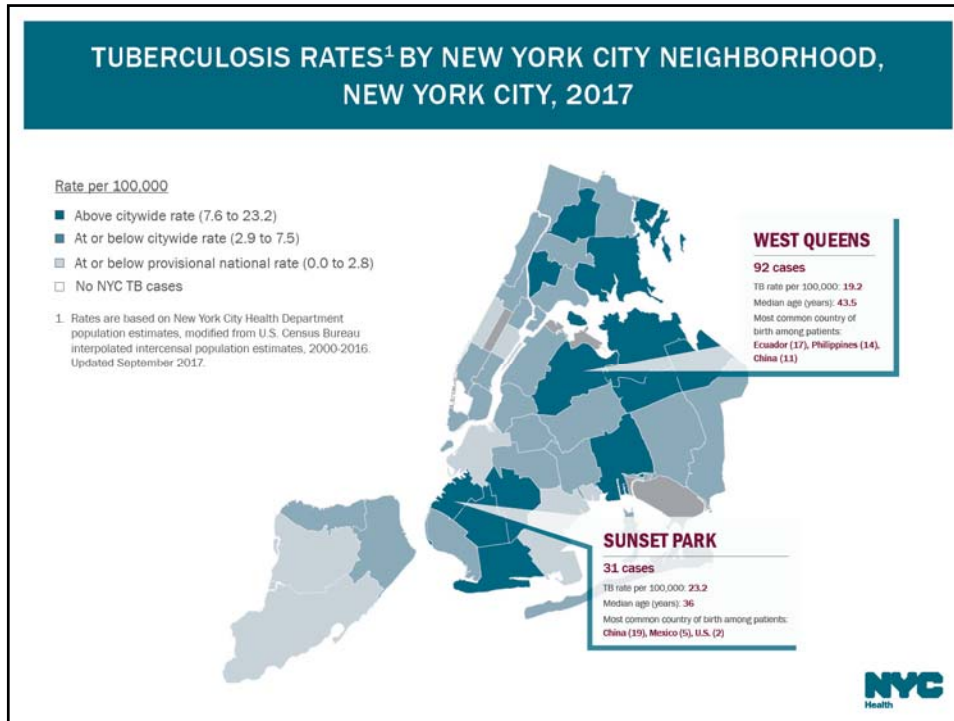 TUBERCULOSIS RATES¹ BY NEW YORK CITY NEIGHBORHOOD,
NEW YORK CITY, 2017
Rate per 100,000
Above citywide rate (7.6 to 23.2)
At or below citywide rate (2.9 to 7.5)
At or below provisional national rate (0.0 to 2.8)
No NYC TB cases
1. Rates are based on New York City Health Department
population estimates, modified from U.S. Census Bureau
interpolated intercensal population estimates, 2000-2016.
Updated September 2017.
WEST QUEENS
92 cases
TB rate per 100,000: 19.2
Median age (years): 43.5
Most common country of
birth among patients:
Ecuador (17), Philippines (14),
China (11)
SUNSET PARK
31 cases
TB rate per 100,000: 23.2
Median age (years): 36
Most common country of birth among patients:
China (19), Mexico (5), U.S. (2)
NYC
Health